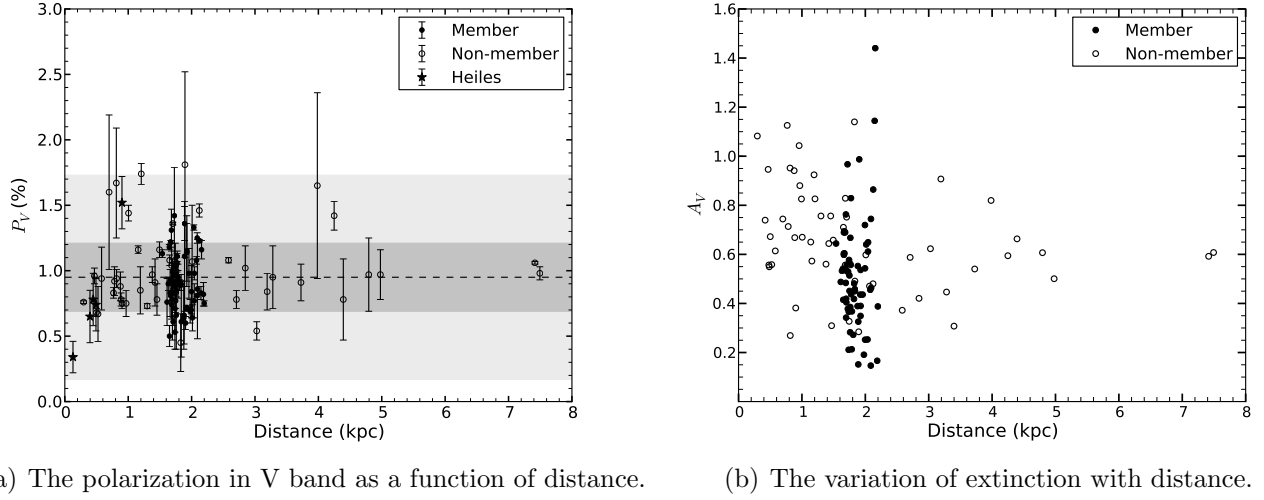 3.0
2.5
2.0
1.5
1.0
0.5
0.0
P_V (%)
Member
Non-member
Heiles
0 1 2 3 4 5 6 7 8
Distance (kpc)
1.6
1.4
1.2
1.0
0.8
0.6
0.4
0.2
A_V
Member
Non-member
0 1 2 3 4 5 6 7 8
Distance (kpc)
) The polarization in V band as a function of distance.
(b) The variation of extinction with distance.